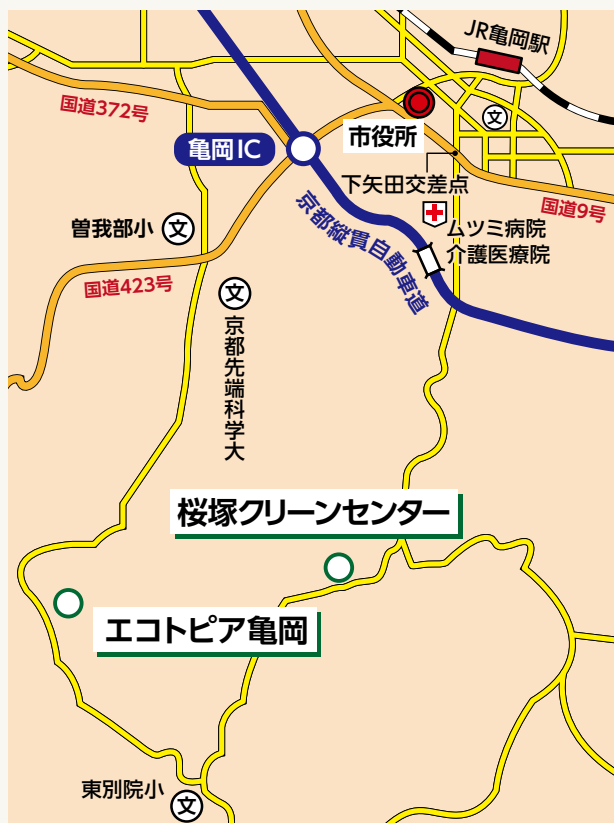 JR亀岡駅
国道372号
文
市役所
亀岡IC
下矢田交差点
国道9号
曽我部小
文
ムツミ病院
介護医療院
京都縦貫自動車道
国道423号
文
京都先端科学大
桜塚クリーンセンター
エコトピア亀岡
東別院小
文